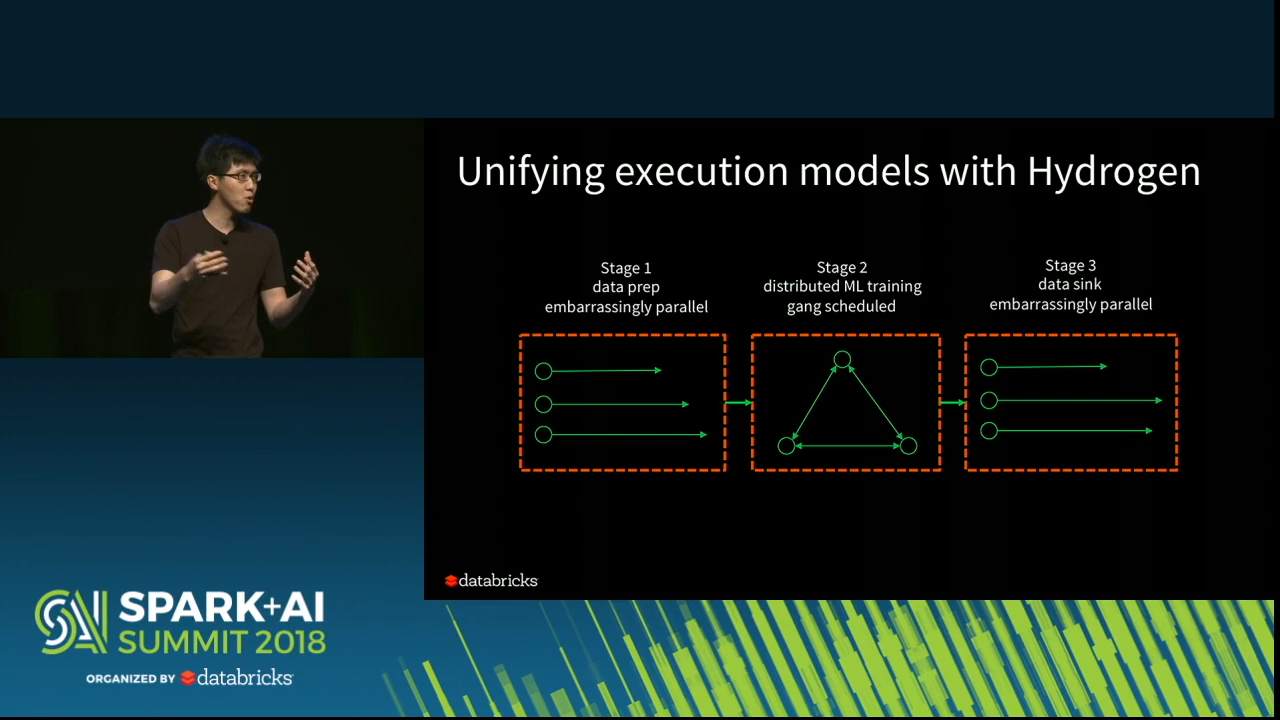 Unifying execution models with Hydrogen
Stage 1
data prep
embarrassingly parallel
Stage 2
distributed ML training
gang scheduled
Stage 3
data sink
embarrassingly parallel
databricks
SPARK+AI
SUMMIT 2018
ORGANIZED BY databricks